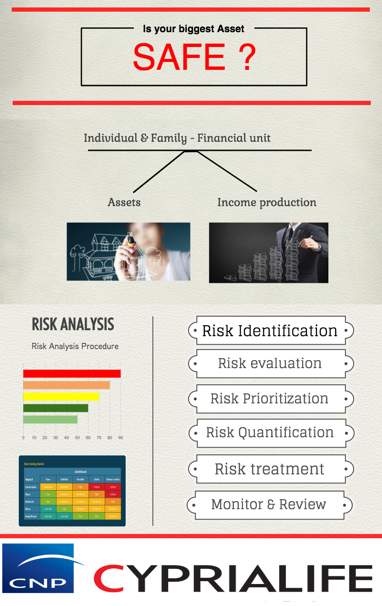 Is your biggest Asset
SAFE ?
Individual & Family - Financial unit
Assets
Income production
RISK ANALYSIS
Risk Analysis Procedure
0 10 20 30 40 50 60 70 80 90
Risk Identification
Risk evaluation
Risk Prioritization
Risk Quantification
Risk treatment
Monitor & Review
CNP
CYPRIALIFE